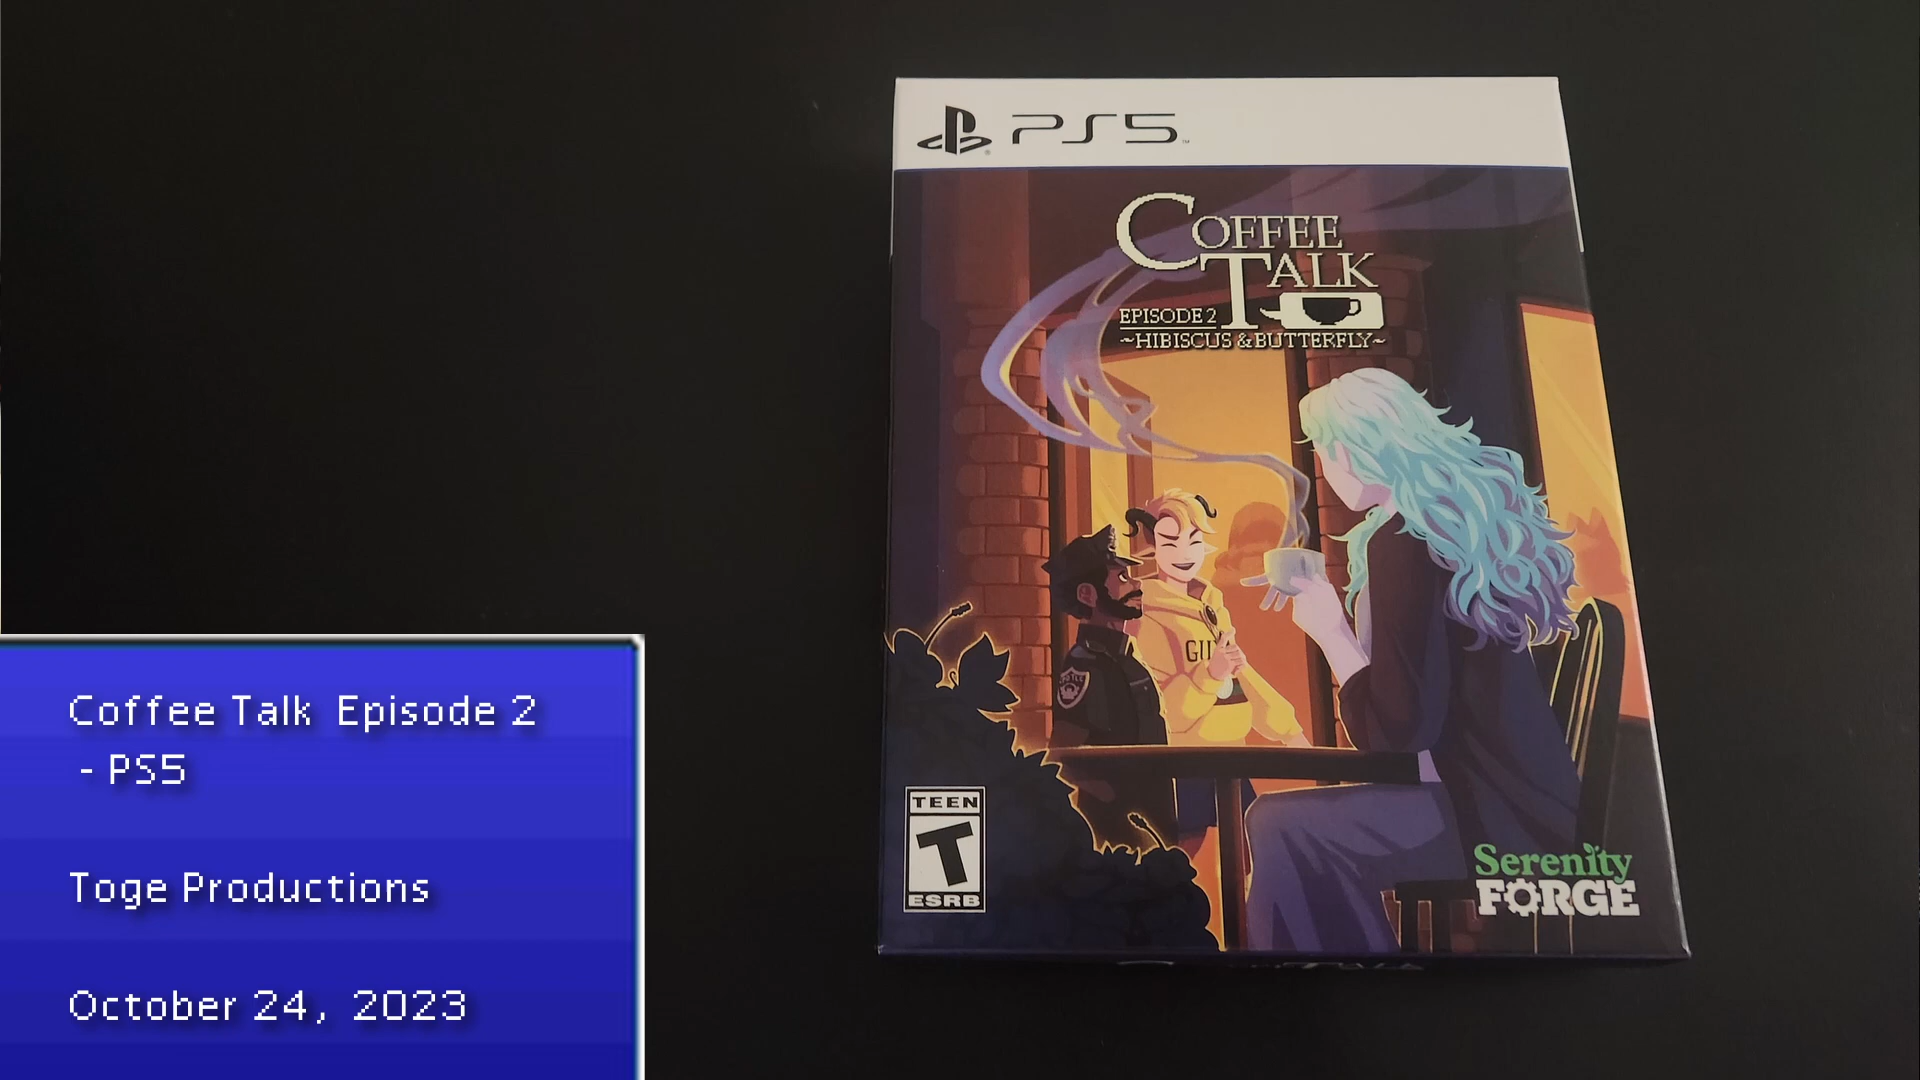 PS5
COFFEE
TALK
EPISODE 2
~HIBISCUS & BUTTERFLY~
TEEN
T
ESRB
Serenity
FORGE
Coffee Talk Episode 2
- PS5
Toge Productions
October 24, 2023